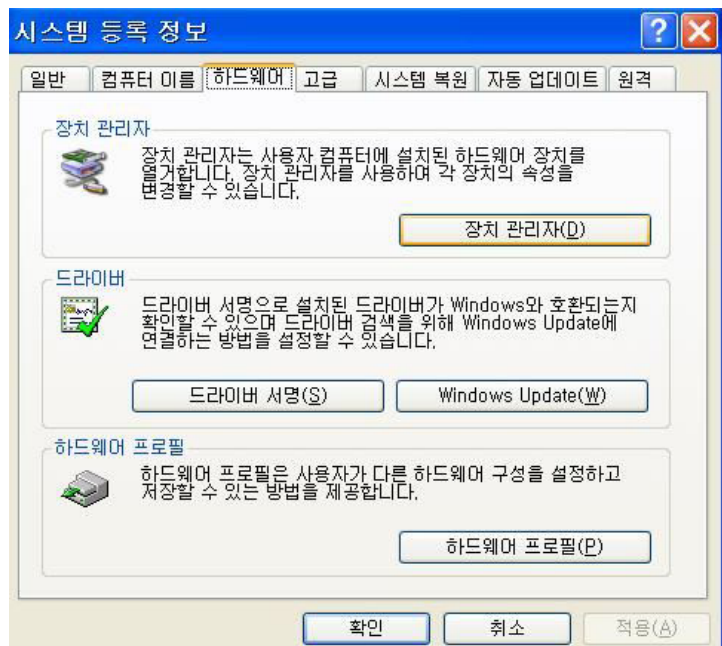 시스템 등록 정보
일반 컴퓨터 이름 하드웨어 고급 시스템 복원 자동 업데이트 원격
장치 관리자
장치 관리자는 사용자 컴퓨터에 설치된 하드웨어 장치를
열거합니다. 장치 관리자를 사용하여 각 장치의 속성을
변경할 수 있습니다.
장치 관리자(D)
드라이버
드라이버 서명으로 설치된 드라이버가 Windows와 호환되는지
확인할 수 있으며 드라이버 검색을 위해 Windows Update에
연결하는 방법을 설정할 수 있습니다.
드라이버 서명(S) Windows Update(W)
하드웨어 프로필
하드웨어 프로필은 사용자가 다른 하드웨어 구성을 설정하고
저장할 수 있는 방법을 제공합니다.
하드웨어 프로필(P)
확인 취소 적용(A)